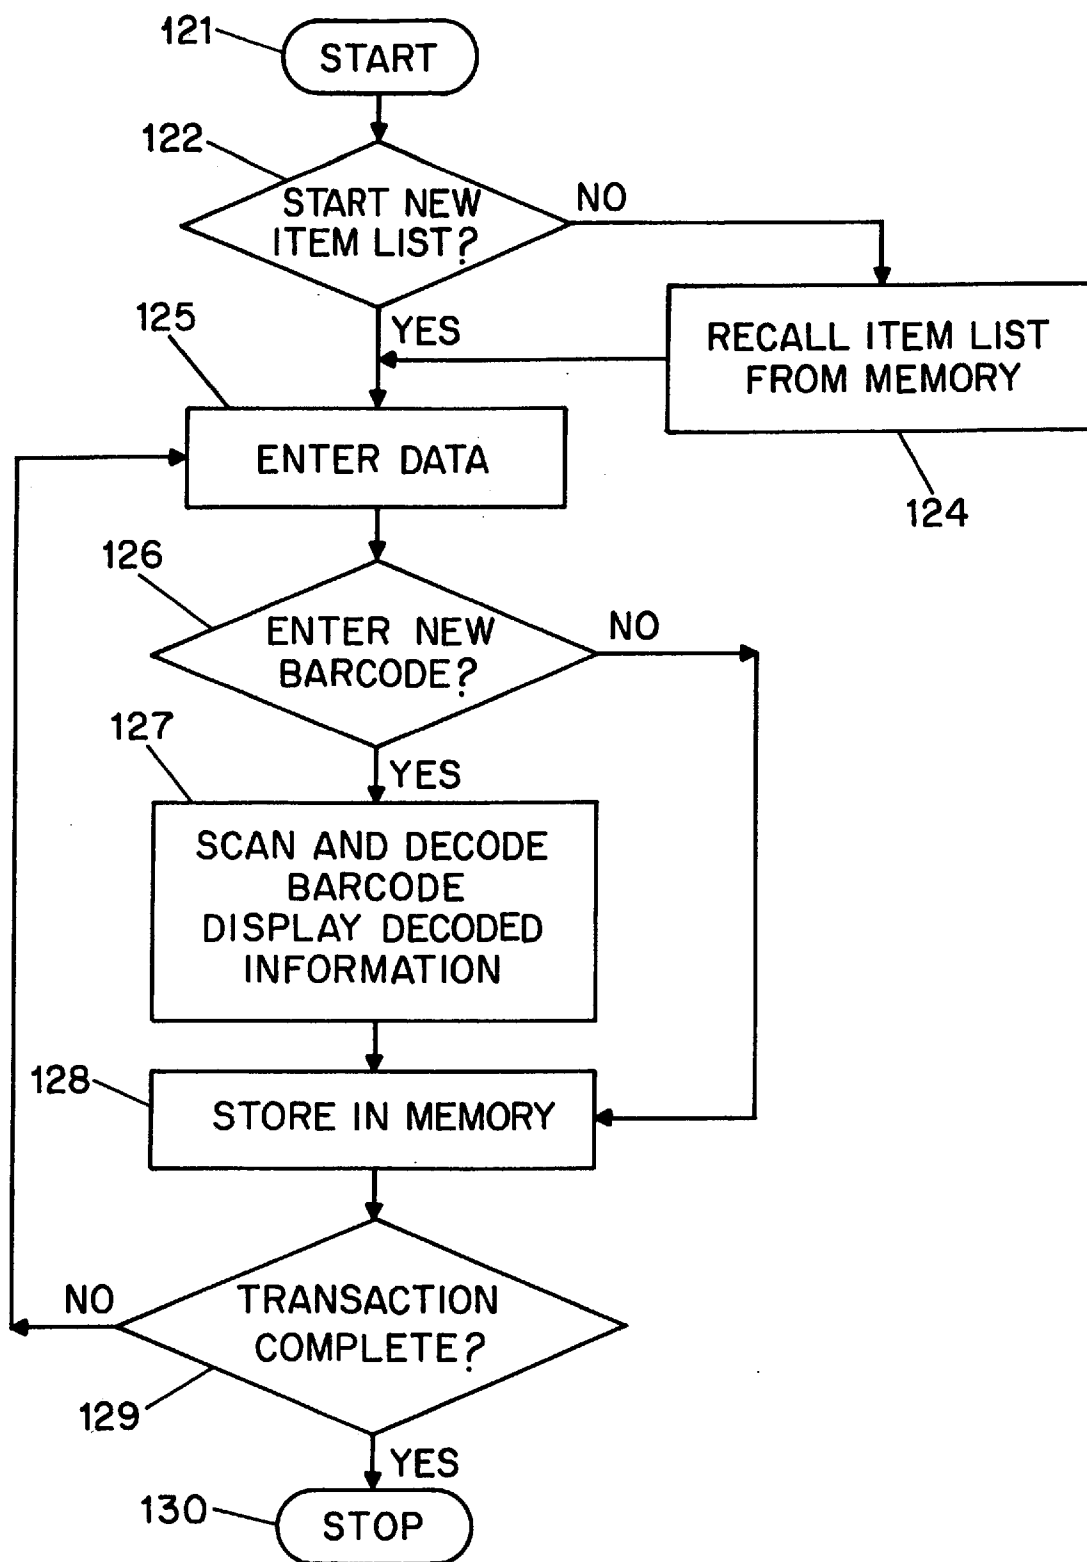 121
START
122
START NEW
ITEM LIST?
NO
YES
RECALL ITEM LIST
FROM MEMORY
124
125
ENTER DATA
126
ENTER NEW
BARCODE?
NO
YES
127
SCAN AND DECODE
BARCODE
DISPLAY DECODED
INFORMATION
128
STORE IN MEMORY
TRANSACTION
COMPLETE?
NO
129
YES
130
STOP